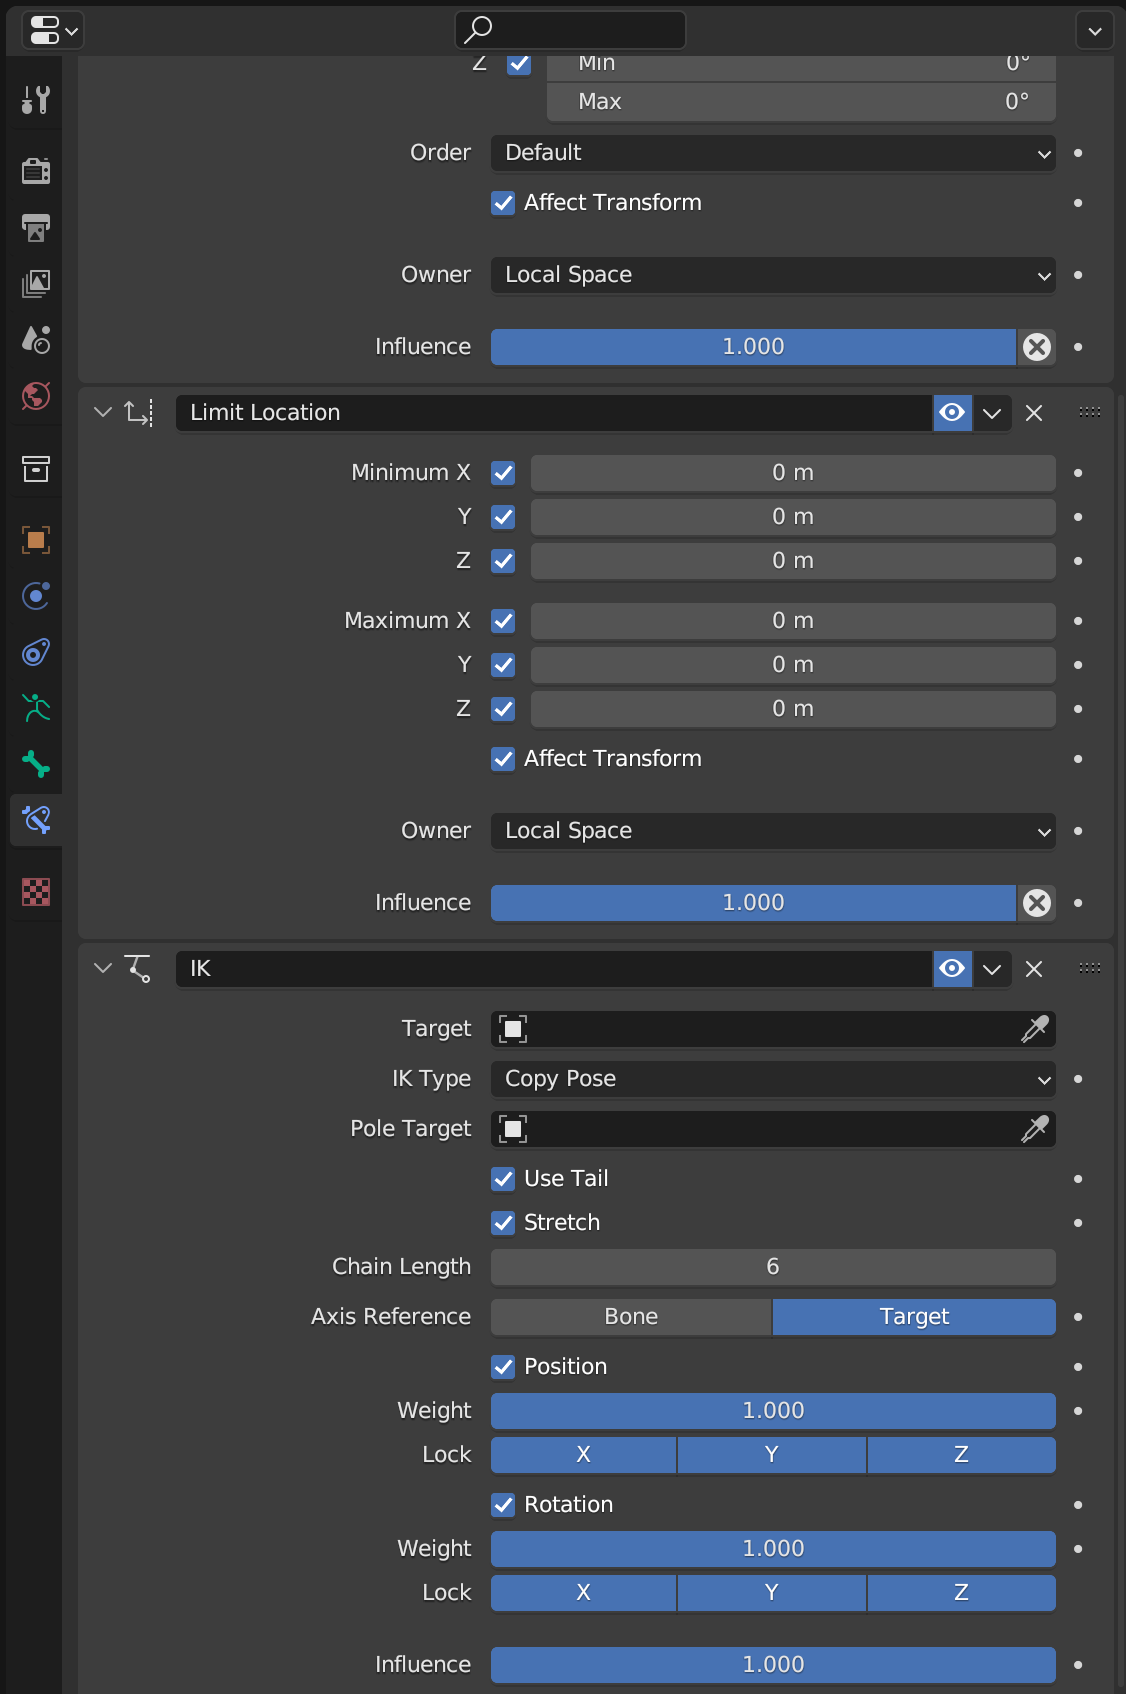 Z Min 0°
Max 0°
Order Default
Affect Transform
Owner Local Space
Influence 1.000
Limit Location
Minimum X 0 m
Y 0 m
Z 0 m
Maximum X 0 m
Y 0 m
Z 0 m
Affect Transform
Owner Local Space
Influence 1.000
IK
Target
IK Type Copy Pose
Pole Target
Use Tail
Stretch
Chain Length 6
Axis Reference Bone Target
Position
Weight 1.000
Lock X Y Z
Rotation
Weight 1.000
Lock X Y Z
Influence 1.000